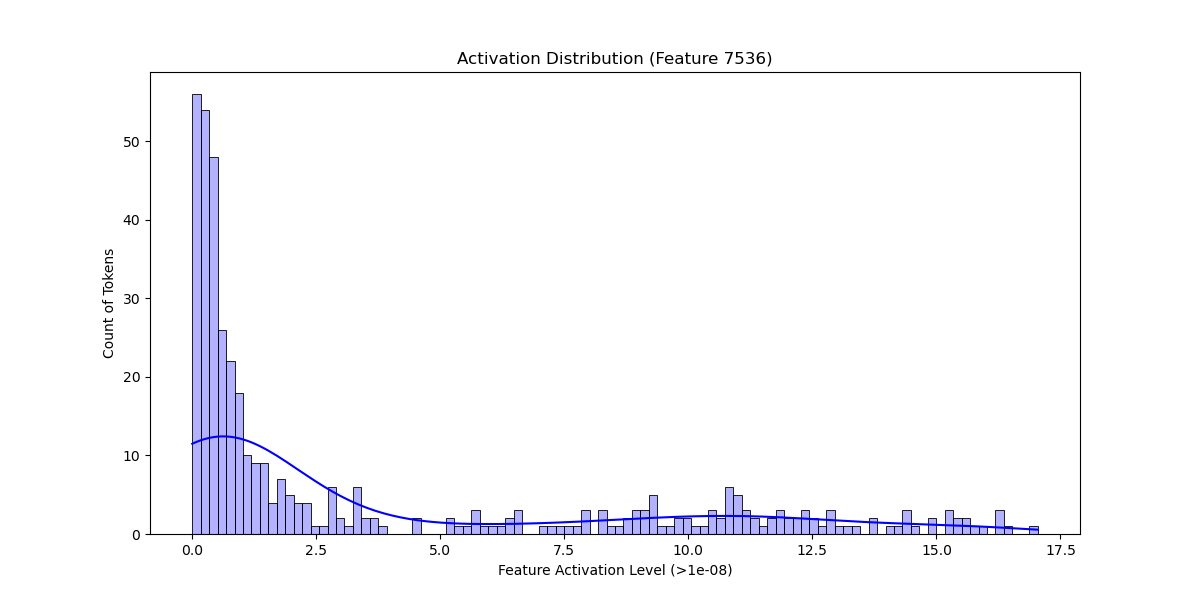 Activation Distribution (Feature 7536)
Count of Tokens
50
40
30
20
10
0
0.0 2.5 5.0 7.5 10.0 12.5 15.0 17.5
Feature Activation Level (>1e-08)